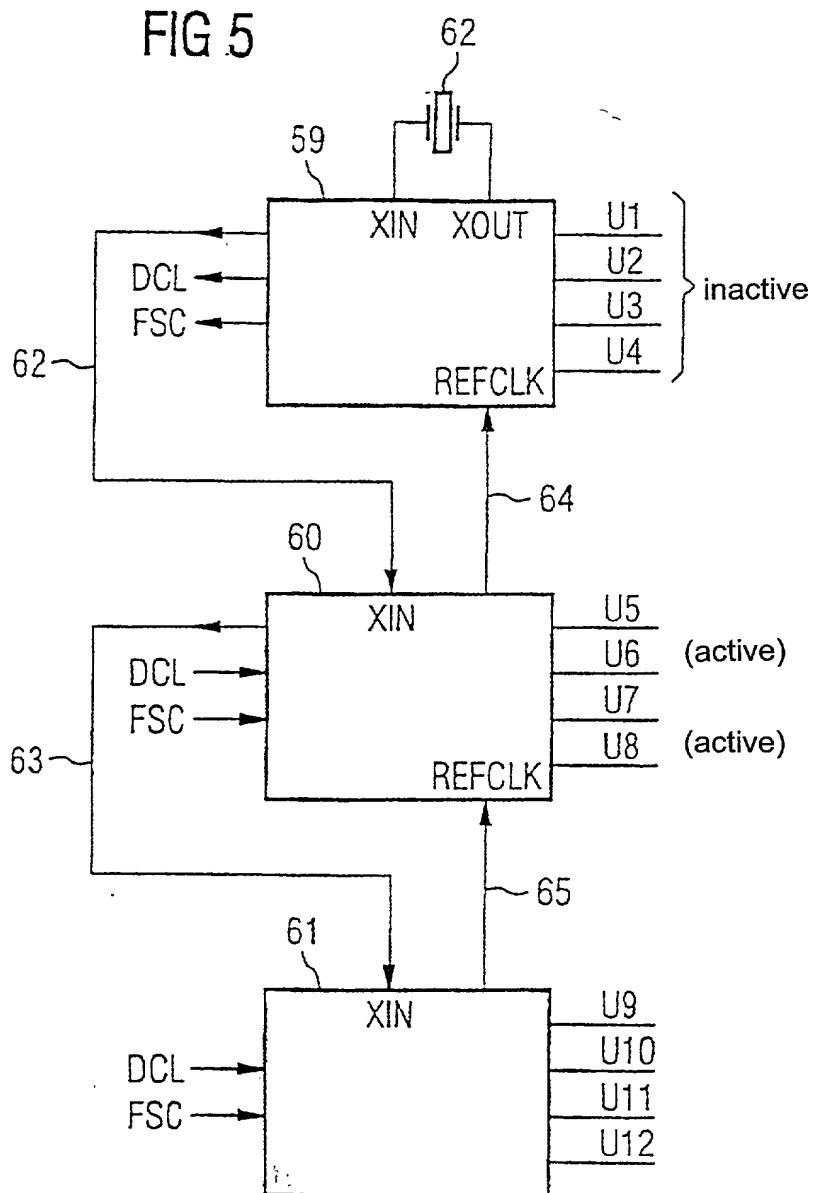 FIG 5
62
59
XIN XOUT
U1
DCL
U2
inactive
FSC
U3
62
U4
REFCLK
64
60
XIN
U5
DCL
U6 (active)
FSC
U7
63
U8 (active)
REFCLK
65
61
XIN
U9
DCL
U10
FSC
U11
U12